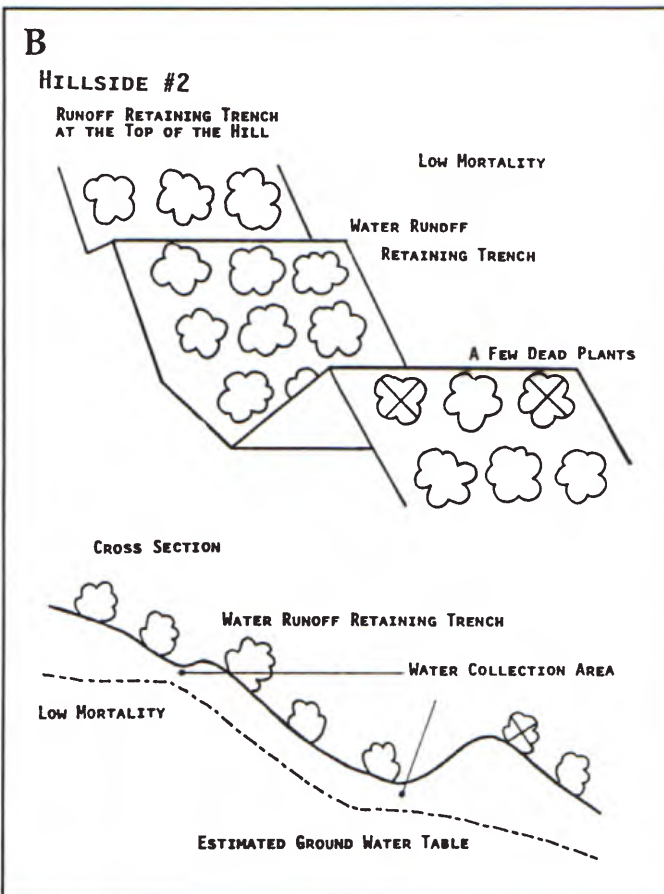 B
HILLSIDE #2
RUNOFF RETAINING TRENCH
AT THE TOP OF THE HILL
LOW MORTALITY
WATER RUNOFF
RETAINING TRENCH
A FEW DEAD PLANTS
CROSS SECTION
WATER RUNOFF RETAINING TRENCH
WATER COLLECTION AREA
LOW MORTALITY
ESTIMATED GROUND WATER TABLE